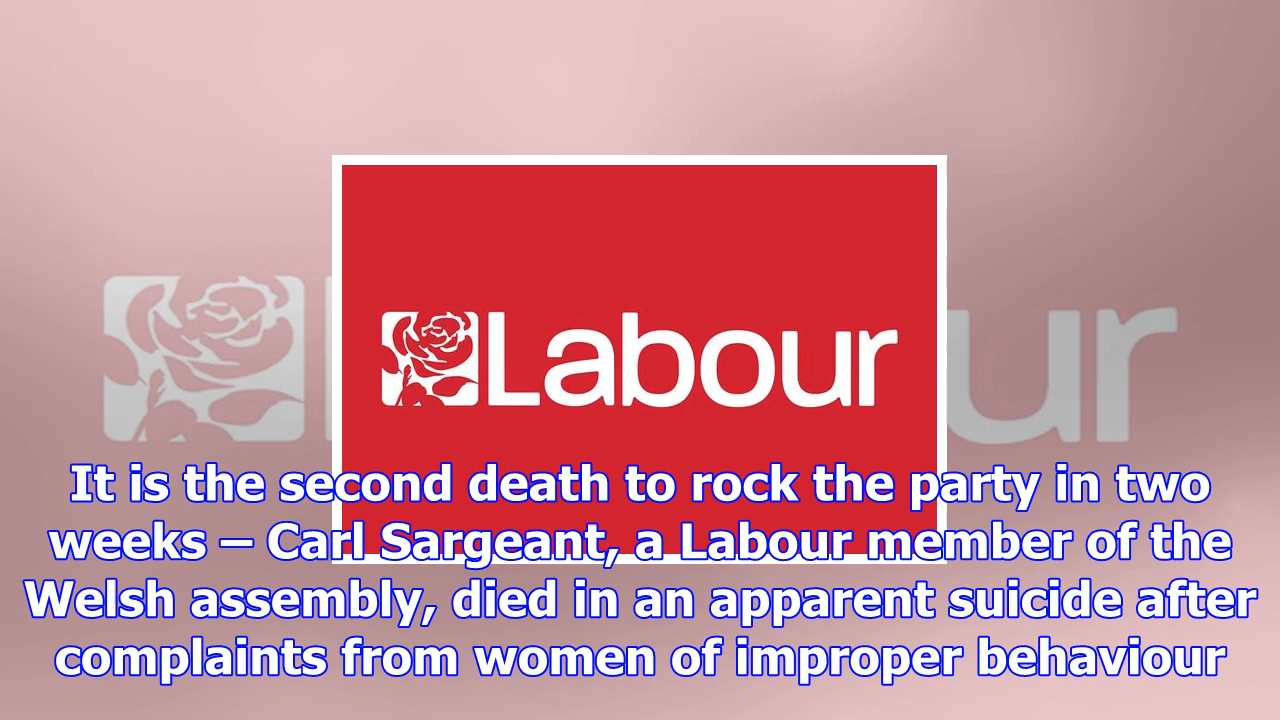 Labour
It is the second death to rock the party in two
weeks – Carl Sargeant, a Labour member of the
Welsh assembly, died in an apparent suicide after
complaints from women of improper behaviour